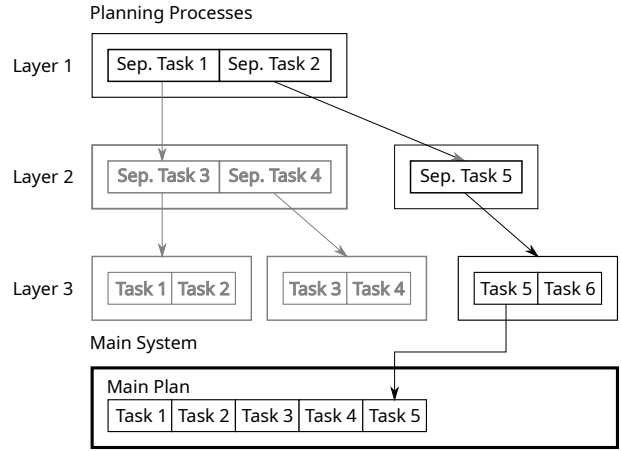 Planning Processes
Layer 1
Sep. Task 1 Sep. Task 2
Layer 2
Sep. Task 3 Sep. Task 4
Sep. Task 5
Layer 3
Task 1 Task 2
Task 3 Task 4
Task 5 Task 6
Main System
Main Plan
Task 1 Task 2 Task 3 Task 4 Task 5